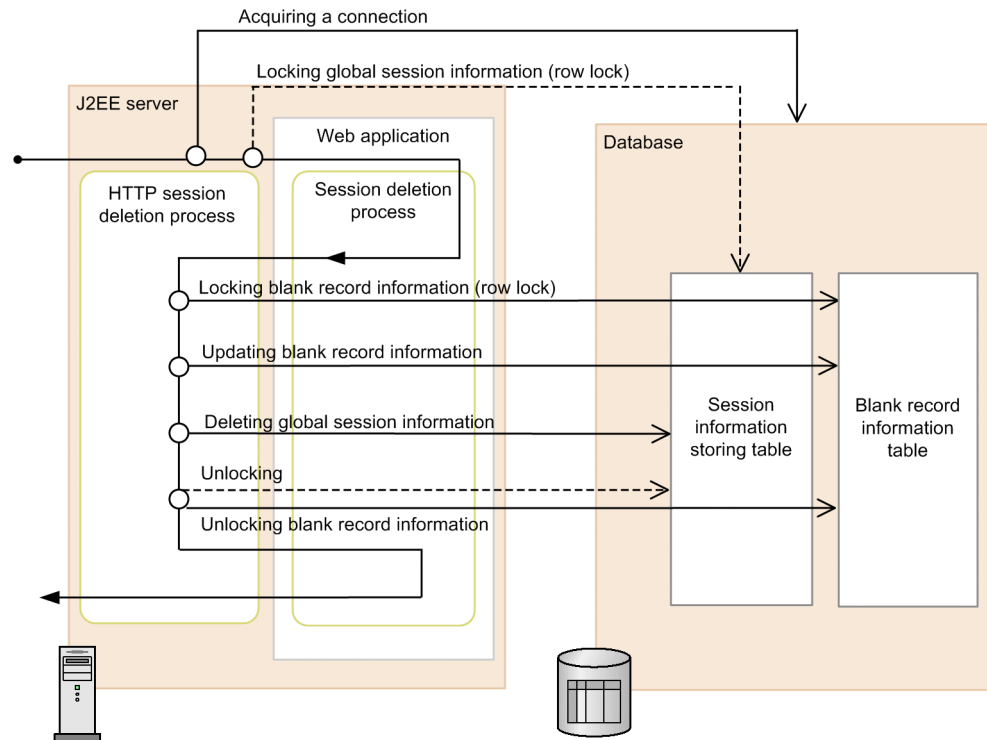 Acquiring a connection
Locking global session information (row lock)
J2EE server
Web application
Database
HTTP session
deletion process
Session deletion
process
Locking blank record information (row lock)
Updating blank record information
Deleting global session information
Session
information
storing table
Blank record
information
table
Unlocking
Unlocking blank record information